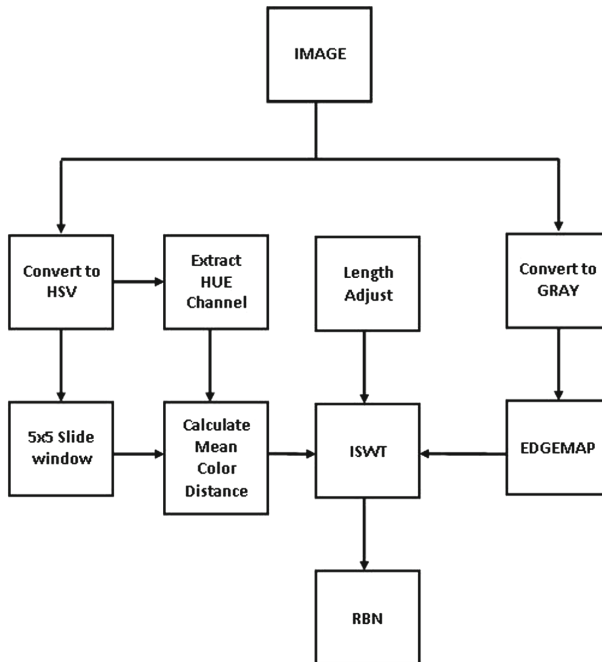 IMAGE
Convert to
HSV
Extract
HUE
Channel
Length
Adjust
Convert to
GRAY
5x5 Slide
window
Calculate
Mean
Color
Distance
ISWT
EDGEMAP
RBN